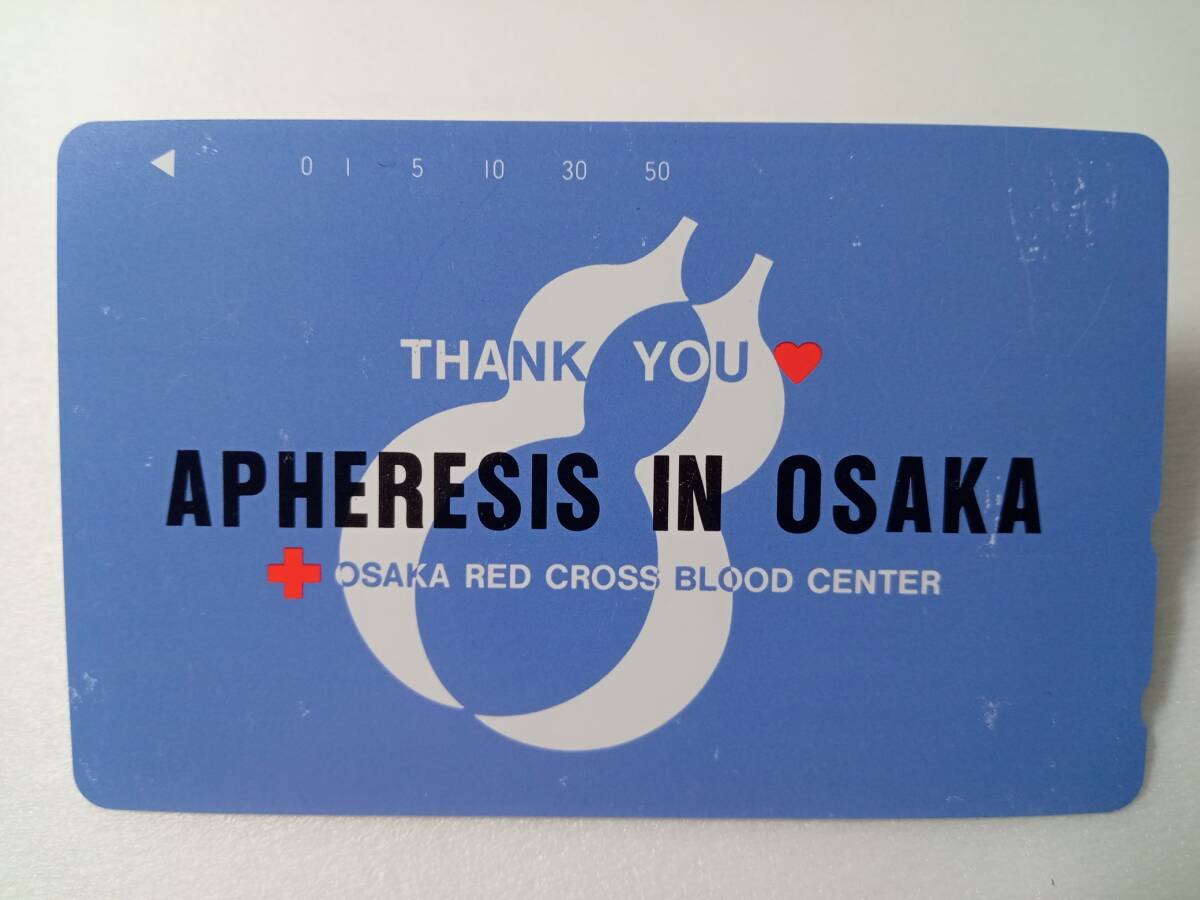 0 1 5 10 30 50
THANK YOU
APHERESIS IN OSAKA
OSAKA RED CROSS BLOOD CENTER